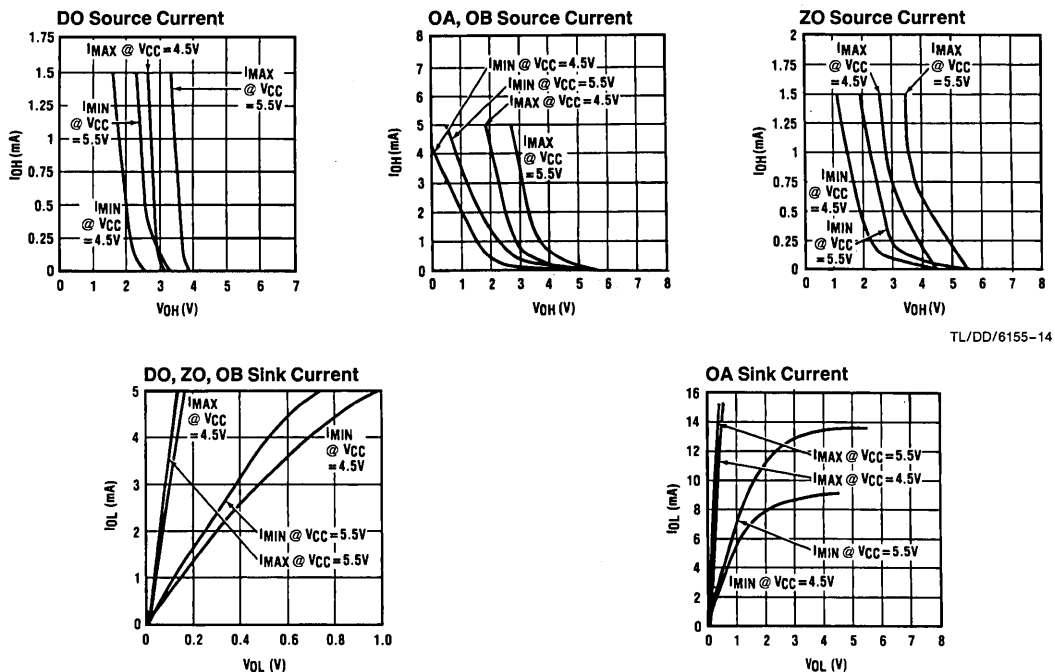 DO Source Current
1.75
1.5
1.25
1
0.75
0.5
0.25
0
IOH (mA)
IMAX @ VCC = 4.5V
IMAX
@ VCC
= 5.5V
IMIN
@ VCC
= 5.5V
IMIN
@ VCC
= 4.5V
0 1 2 3 4 5 6 7
VOH (V)
OA, OB Source Current
8
7
6
5
4
3
2
1
0
IOH (mA)
IMIN @ VCC = 4.5V
IMIN @ VCC = 5.5V
IMAX @ VCC = 4.5V
IMAX
@ VCC
= 5.5V
0 1 2 3 4 5 6 7 8
VOH (V)
ZO Source Current
2
1.75
1.5
1.25
1
0.75
0.5
0.25
0
IOH (mA)
IMAX
@ VCC
= 4.5V
IMAX
@ VCC
= 5.5V
IMIN
@ VCC
= 4.5V
IMIN
@ VCC
= 5.5V
0 1 2 3 4 5 6 7 8
VOH (V)
TL/DD/6155-14
DO, ZO, OB Sink Current
5
4
3
2
1
0
IOL (mA)
IMAX
@ VCC
= 4.5V
IMIN
@ VCC
= 4.5V
IMIN @ VCC = 5.5V
IMAX @ VCC = 5.5V
0 0.2 0.4 0.6 0.8 1.0
VOL (V)
OA Sink Current
16
14
12
10
8
6
4
2
0
IOL (mA)
IMAX @ VCC = 5.5V
IMAX @ VCC = 4.5V
IMIN @ VCC = 5.5V
IMIN @ VCC = 4.5V
0 1 2 3 4 5 6 7 8
VOL (V)